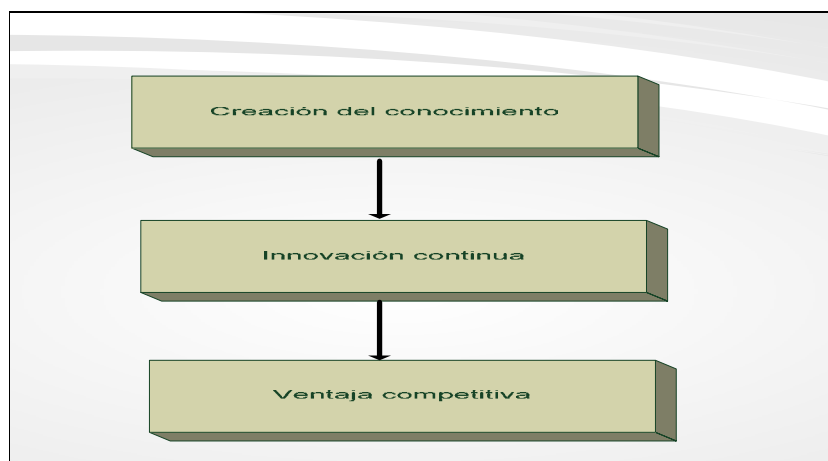 Creación del conocimiento
Innovación continua
Ventaja competitiva